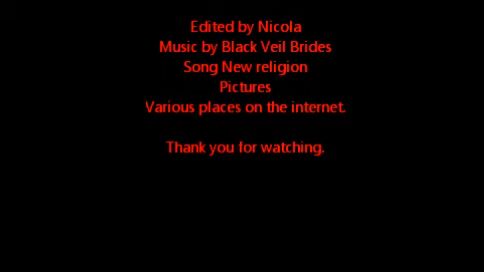 Edited by Nicola
Music by Black Veil Brides
Song New religion
Pictures
Various places on the internet.
Thank you for watching.